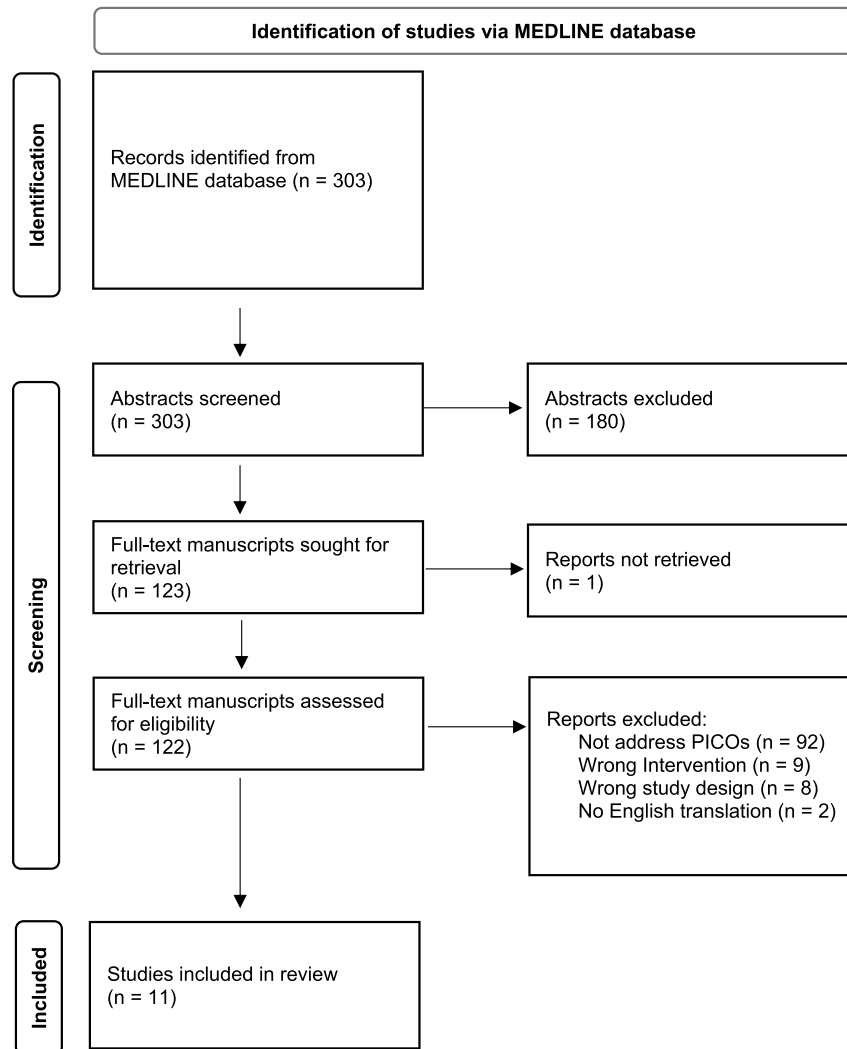 Identification of studies via MEDLINE database
Identification
Records identified from
MEDLINE database (n = 303)
Screening
Abstracts screened
(n = 303)
Abstracts excluded
(n = 180)
Full-text manuscripts sought for
retrieval
(n = 123)
Reports not retrieved
(n = 1)
Full-text manuscripts assessed
for eligibility
(n = 122)
Reports excluded:
Not address PICOs (n = 92)
Wrong Intervention (n = 9)
Wrong study design (n = 8)
No English translation (n = 2)
Included
Studies included in review
(n = 11)